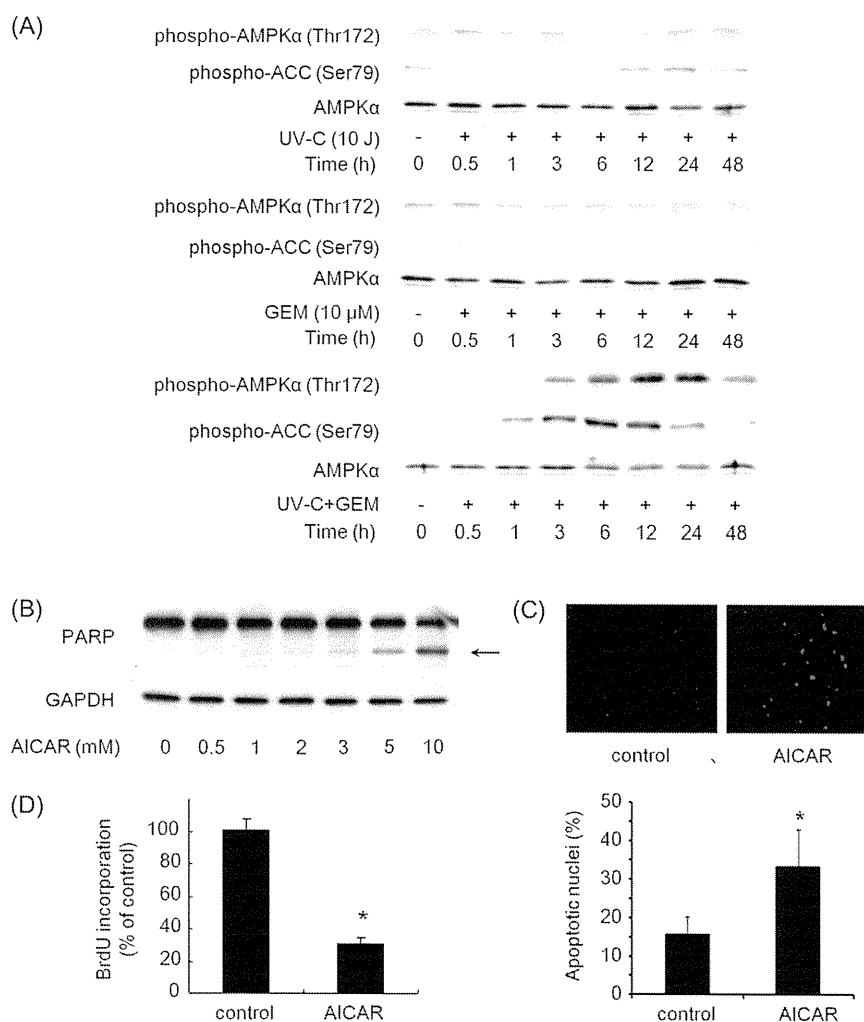 (A)
phospho-AMPKα (Thr172)
phospho-ACC (Ser79)
AMPKα
UV-C (10 J) - + + + + + + +
Time (h) 0 0.5 1 3 6 12 24 48
phospho-AMPKα (Thr172)
phospho-ACC (Ser79)
AMPKα
GEM (10 μM) - + + + + + + +
Time (h) 0 0.5 1 3 6 12 24 48
phospho-AMPKα (Thr172)
phospho-ACC (Ser79)
AMPKα
UV-C+GEM - + + + + + + +
Time (h) 0 0.5 1 3 6 12 24 48
(B)
PARP
GAPDH
AICAR (mM) 0 0.5 1 2 3 5 10
(C)
control AICAR
Apoptotic nuclei (%)
50
40
30
20
10
0
*
control AICAR
(D)
BrdU incorporation
(% of control)
100
80
60
40
20
0
*
control AICAR